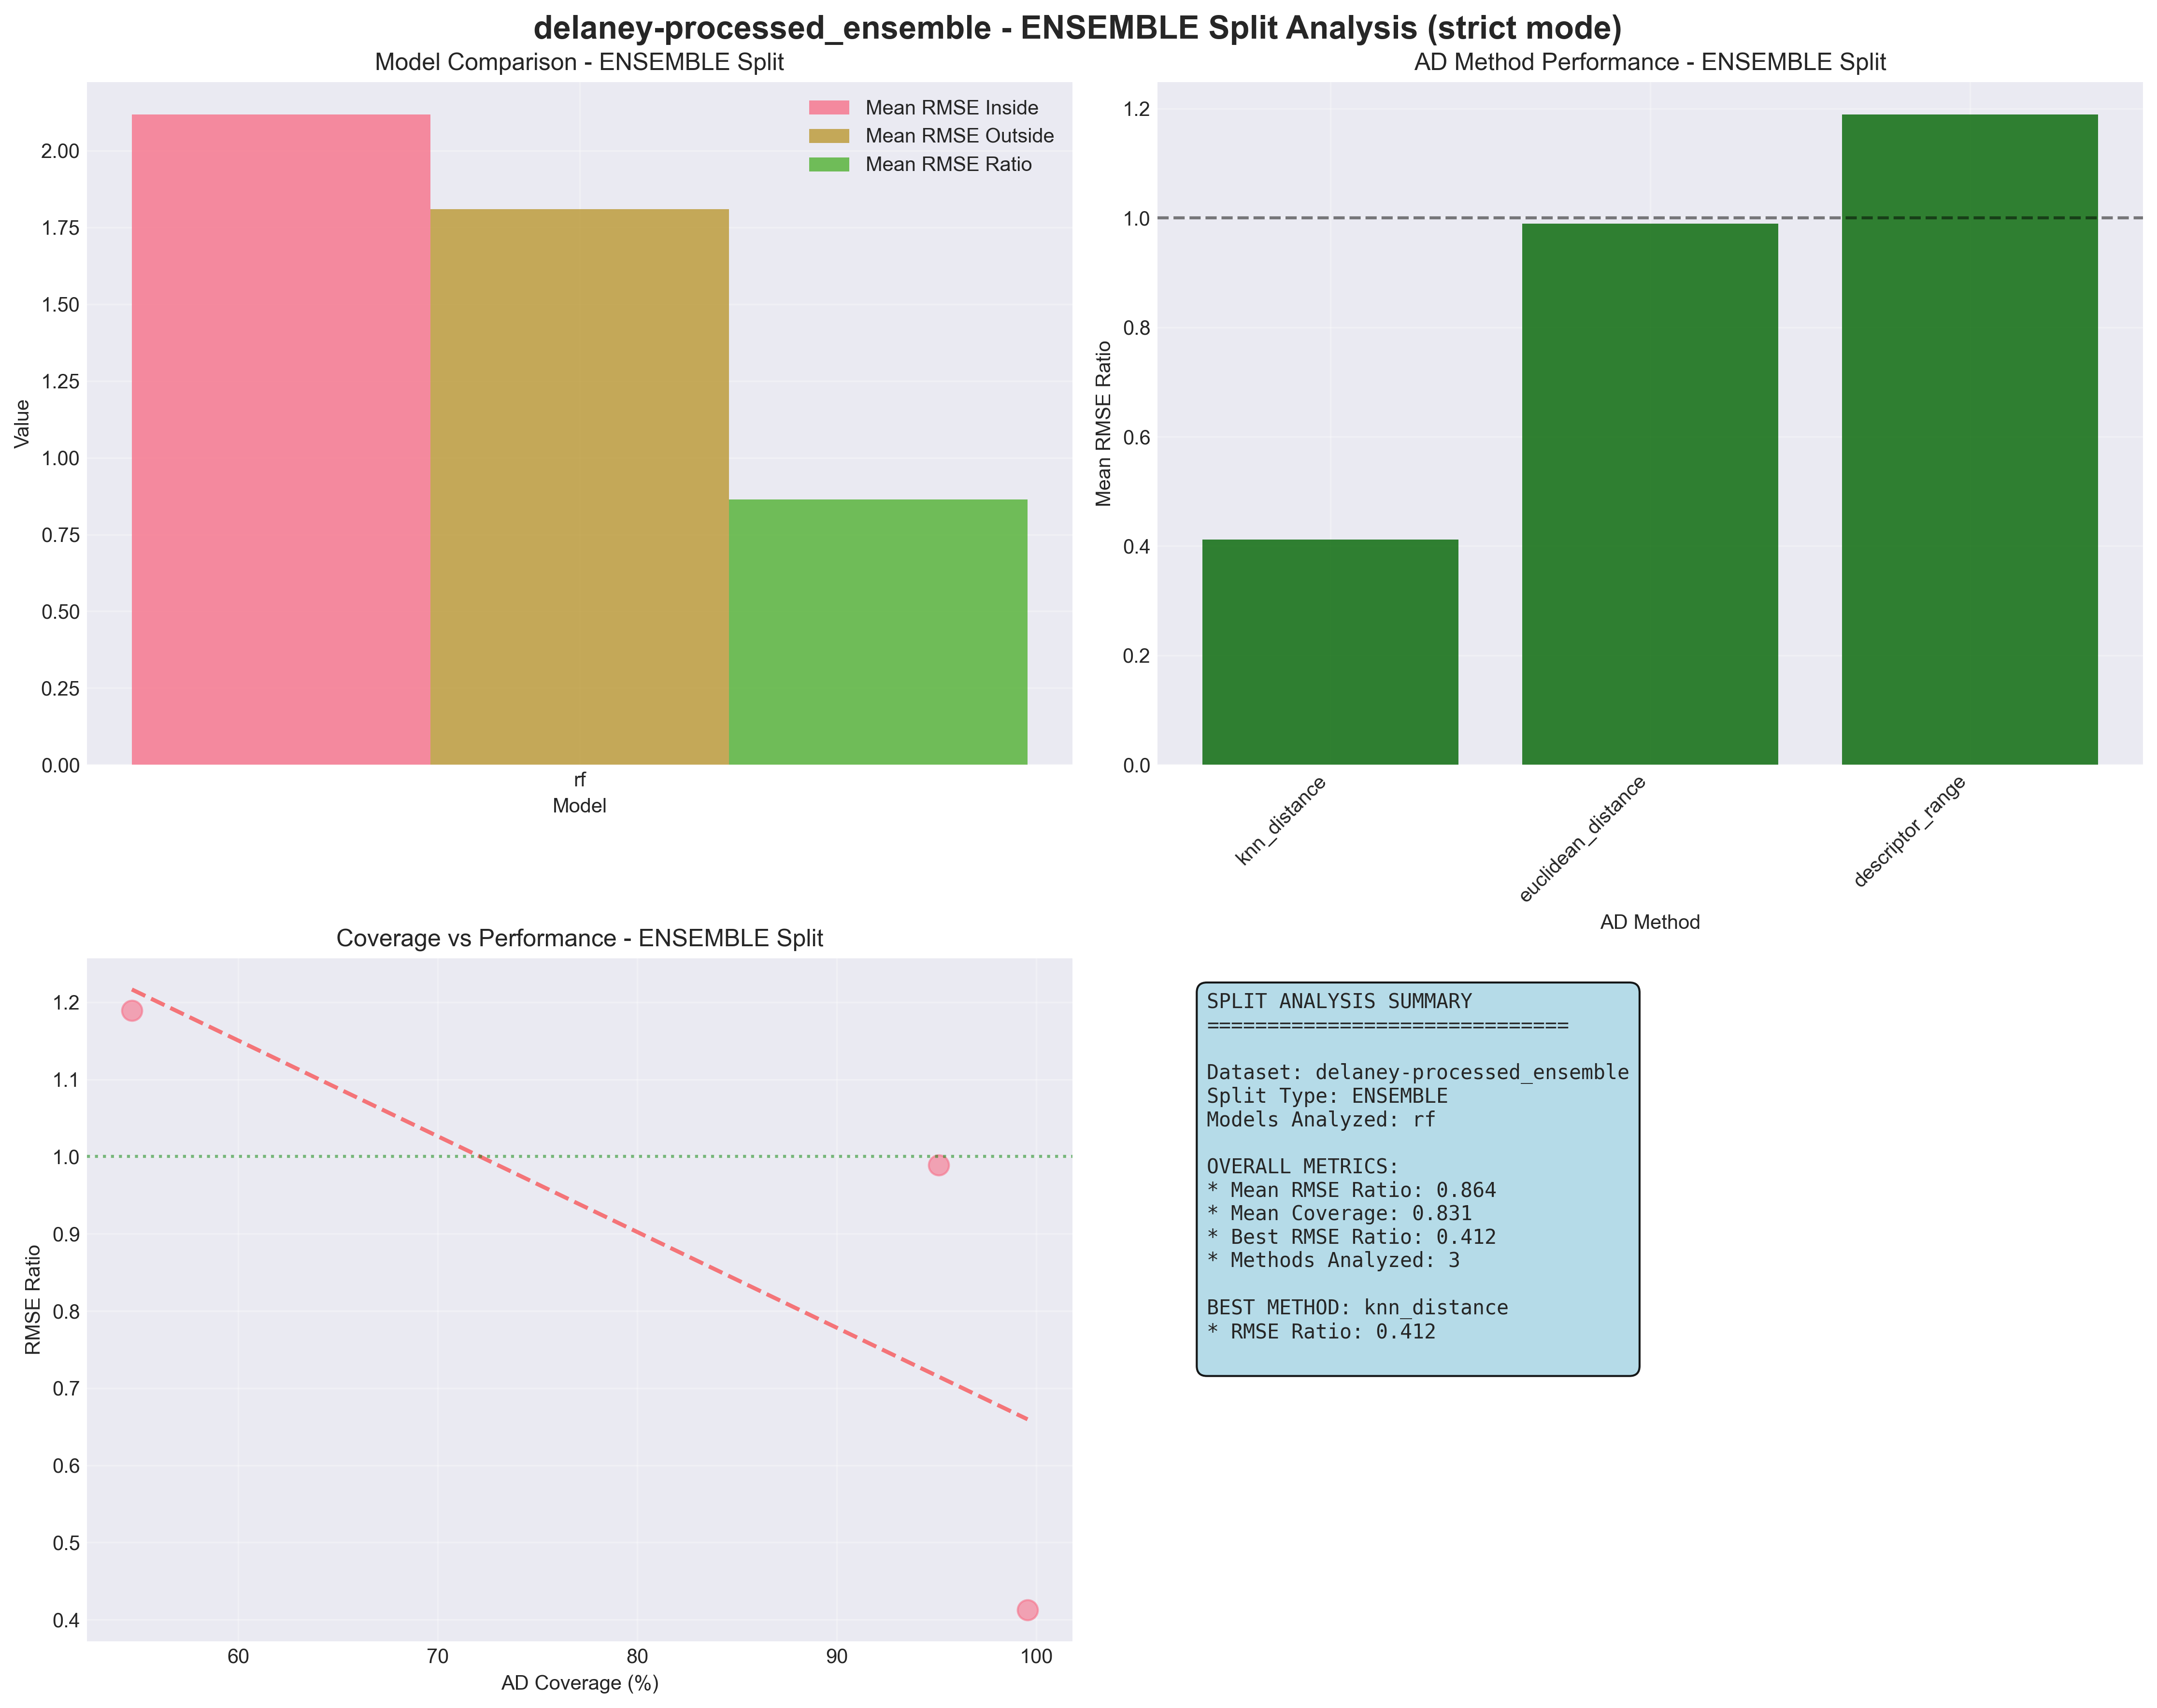 delaney-processed_ensemble - ENSEMBLE Split Analysis (strict mode)
Model Comparison - ENSEMBLE Split
Mean RMSE Inside
Mean RMSE Outside
Mean RMSE Ratio
2.00
1.75
1.50
1.25
1.00
0.75
0.50
0.25
0.00
Value
rf
Model
AD Method Performance - ENSEMBLE Split
1.2
1.0
0.8
0.6
0.4
0.2
0.0
Mean RMSE Ratio
knn_distance
euclidean_distance
descriptor_range
AD Method
Coverage vs Performance - ENSEMBLE Split
1.2
1.1
1.0
0.9
0.8
0.7
0.6
0.5
0.4
RMSE Ratio
60 70 80 90 100
AD Coverage (%)
SPLIT ANALYSIS SUMMARY
==============================
Dataset: delaney-processed_ensemble
Split Type: ENSEMBLE
Models Analyzed: rf
OVERALL METRICS:
* Mean RMSE Ratio: 0.864
* Mean Coverage: 0.831
* Best RMSE Ratio: 0.412
* Methods Analyzed: 3
BEST METHOD: knn_distance
* RMSE Ratio: 0.412